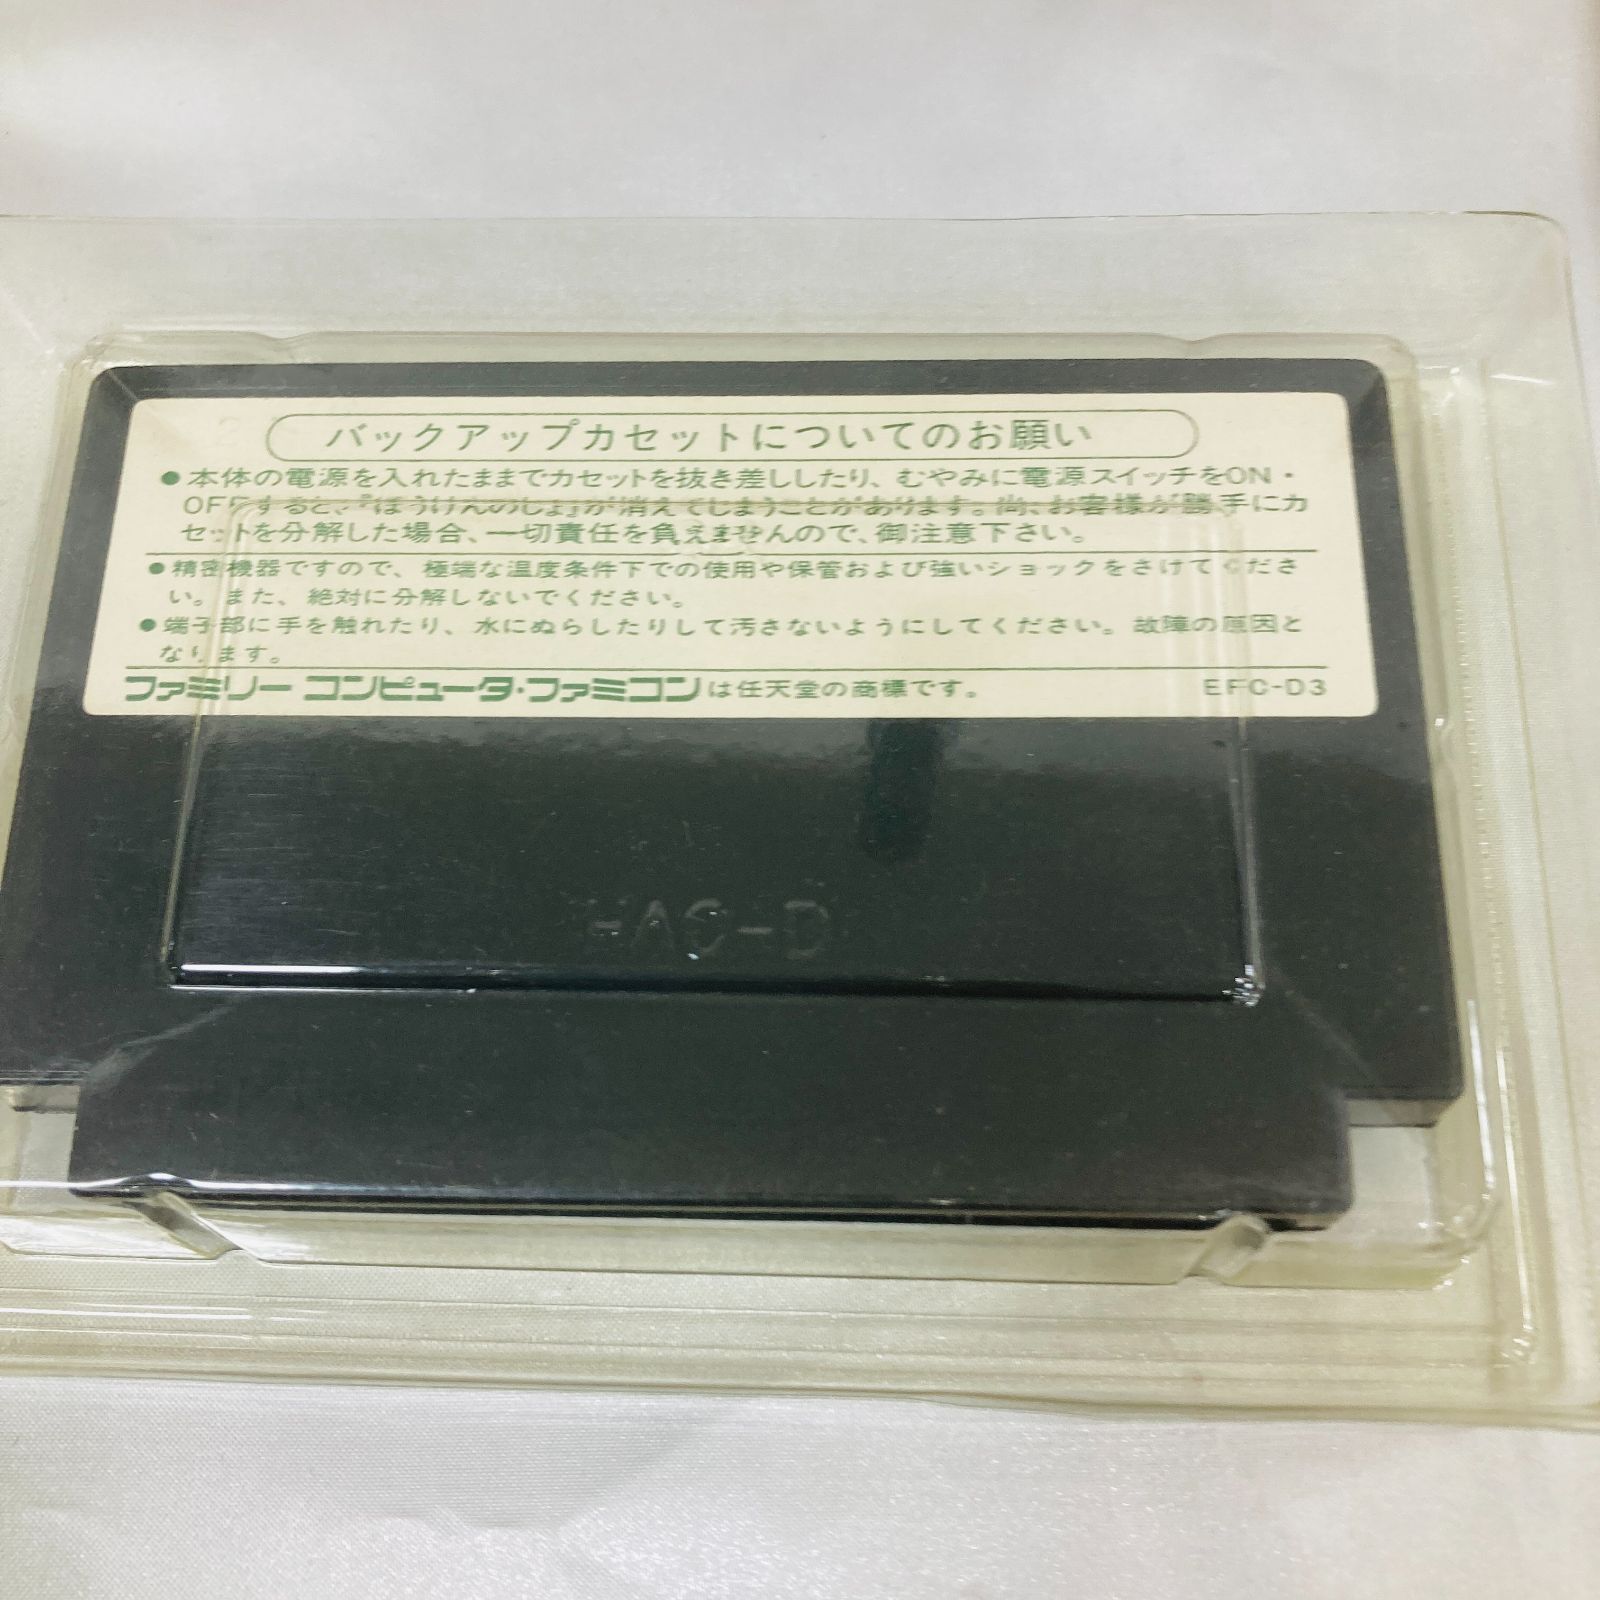 バックアップカセットについてのお願い
●本体の電源を入れたままでカセットを抜き差ししたり、むやみに電源スイッチをON・
OFFすると、『ぼうけんのしょ』が消えてしまうことがあります。尚、お客様が勝手にカ
セットを分解した場合、一切責任を負えませんので、御注意下さい。
●精密機器ですので、極端な温度条件下での使用や保管および強いショックをさけてくださ
い。また、絶対に分解しないでください。
●端子部に手を触れたり、水にぬらしたりして汚さないようにしてください。故障の原因と
なります。
ファミリー コンピュータ・ファミコンは任天堂の商標です。 EFC-D3